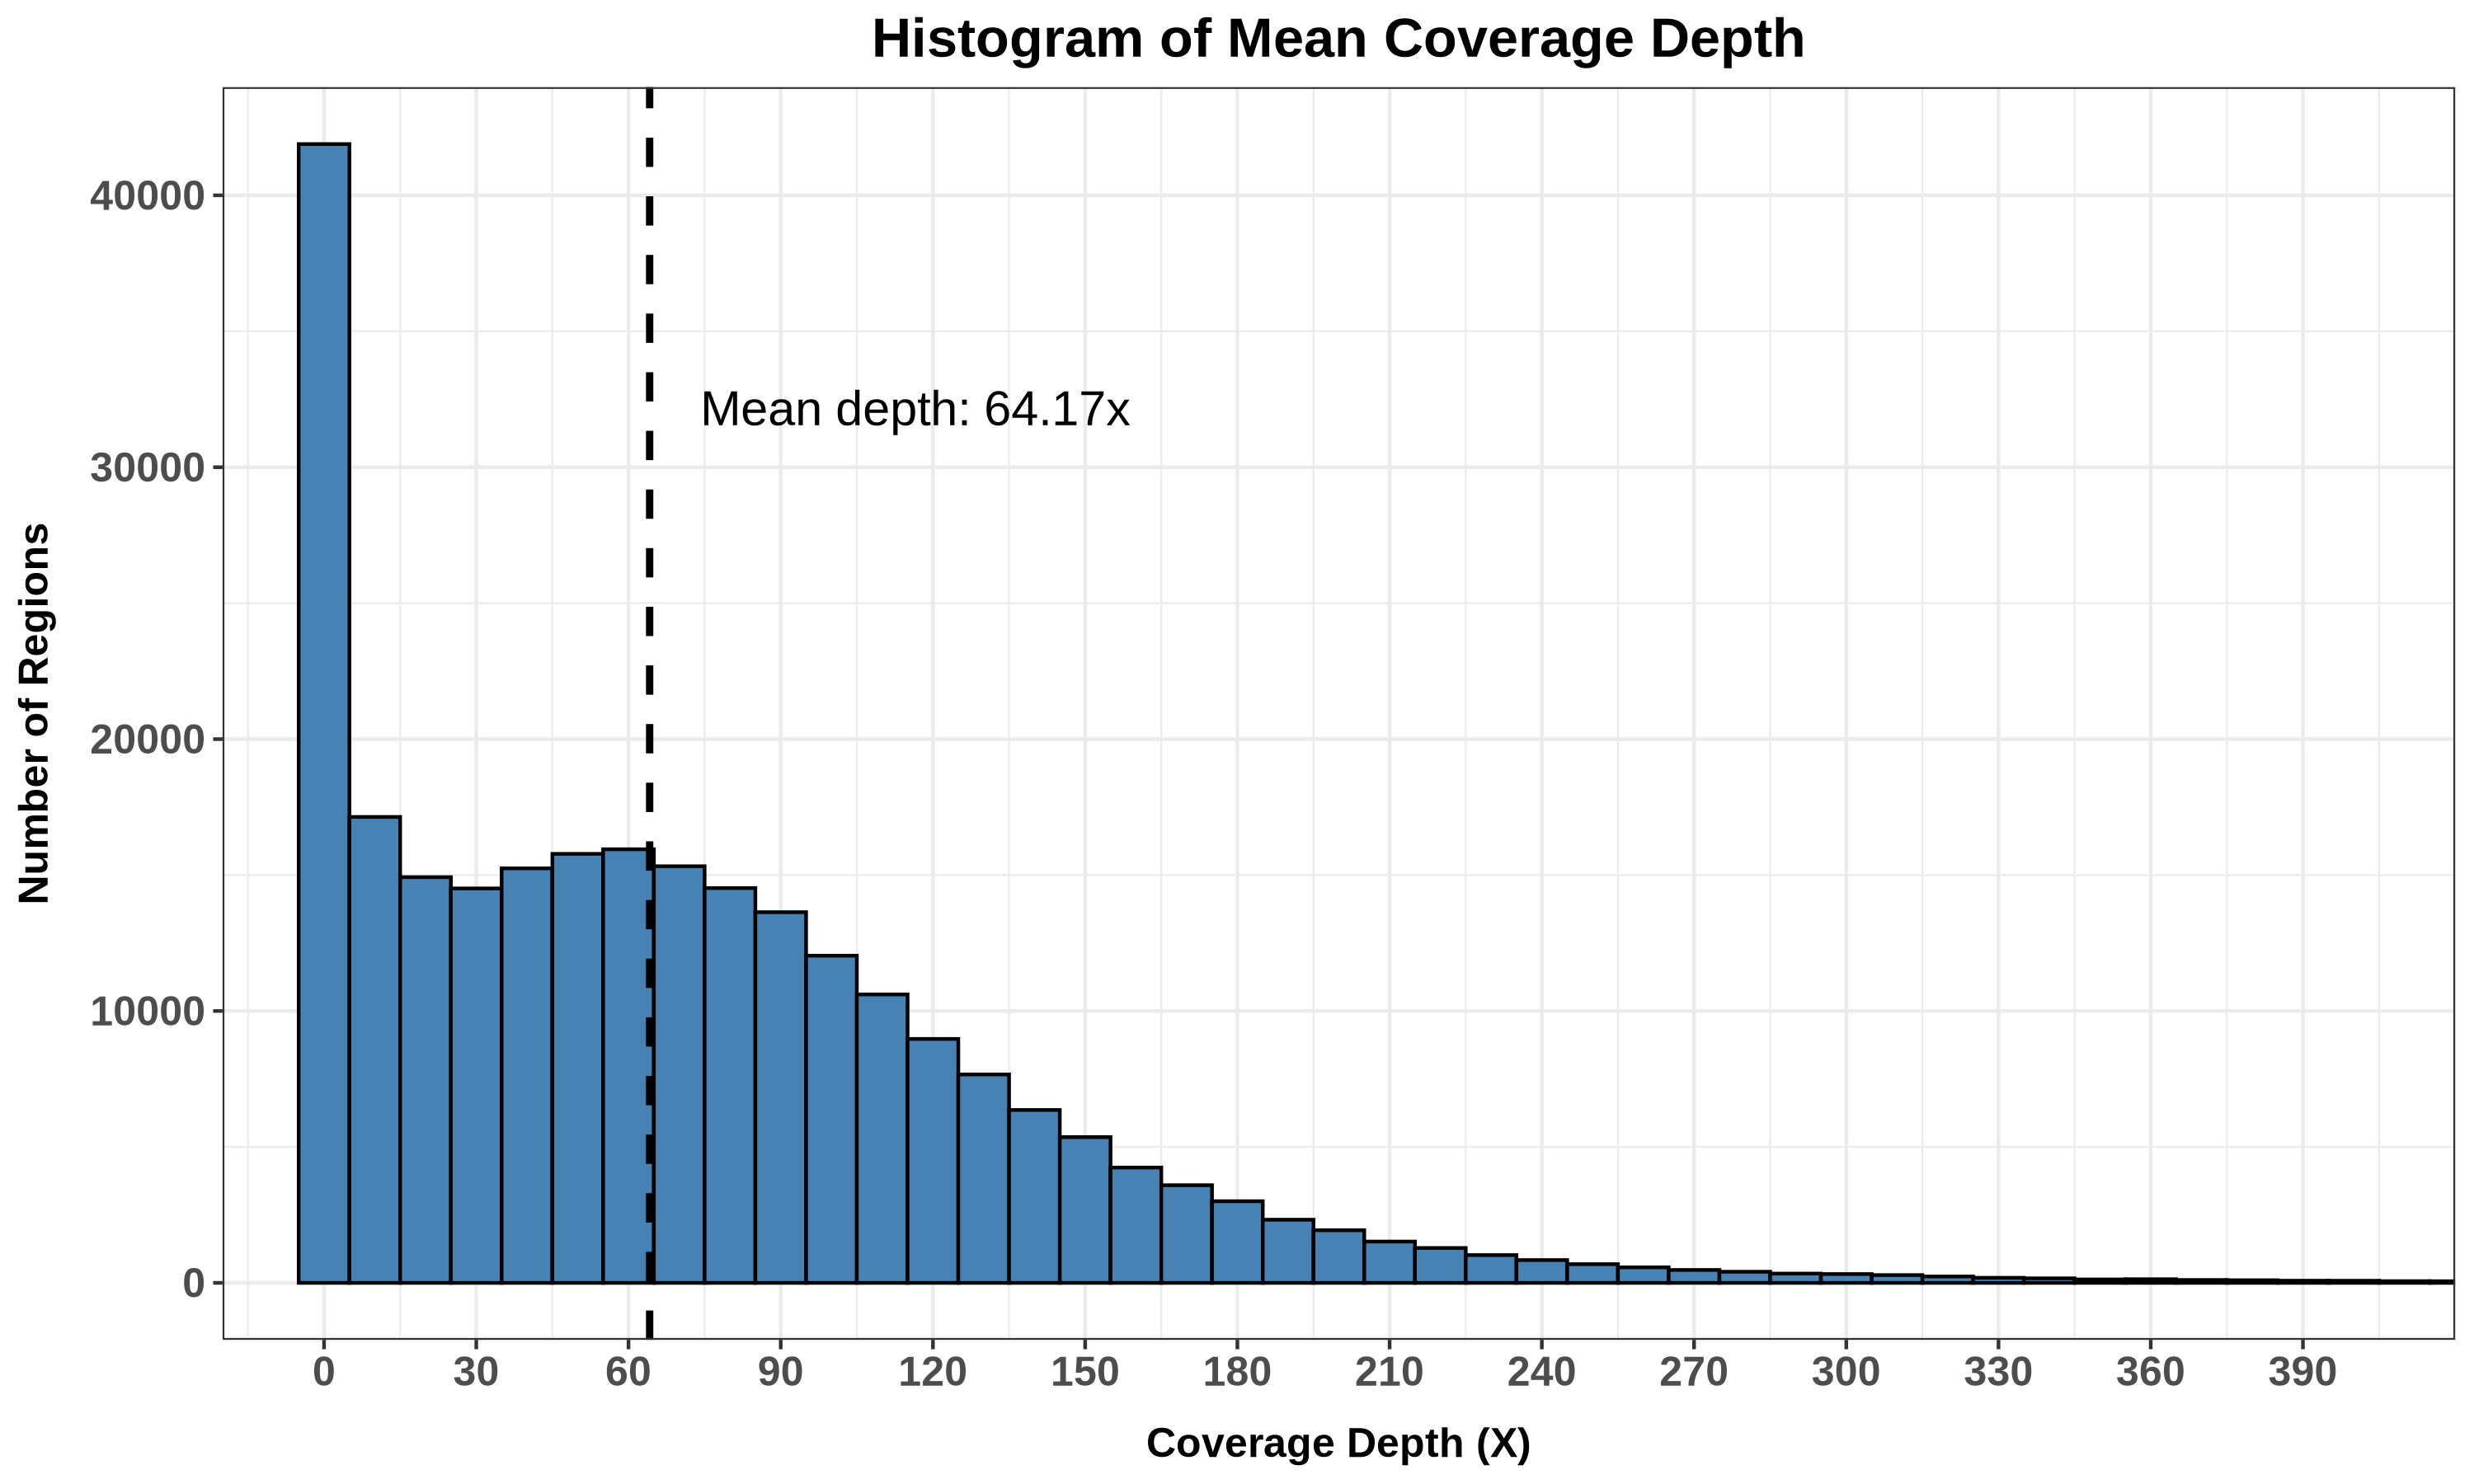 Histogram of Mean Coverage Depth
Mean depth: 64.17x
Number of Regions
40000
30000
20000
10000
0
0 30 60 90 120 150 180 210 240 270 300 330 360 390
Coverage Depth (X)